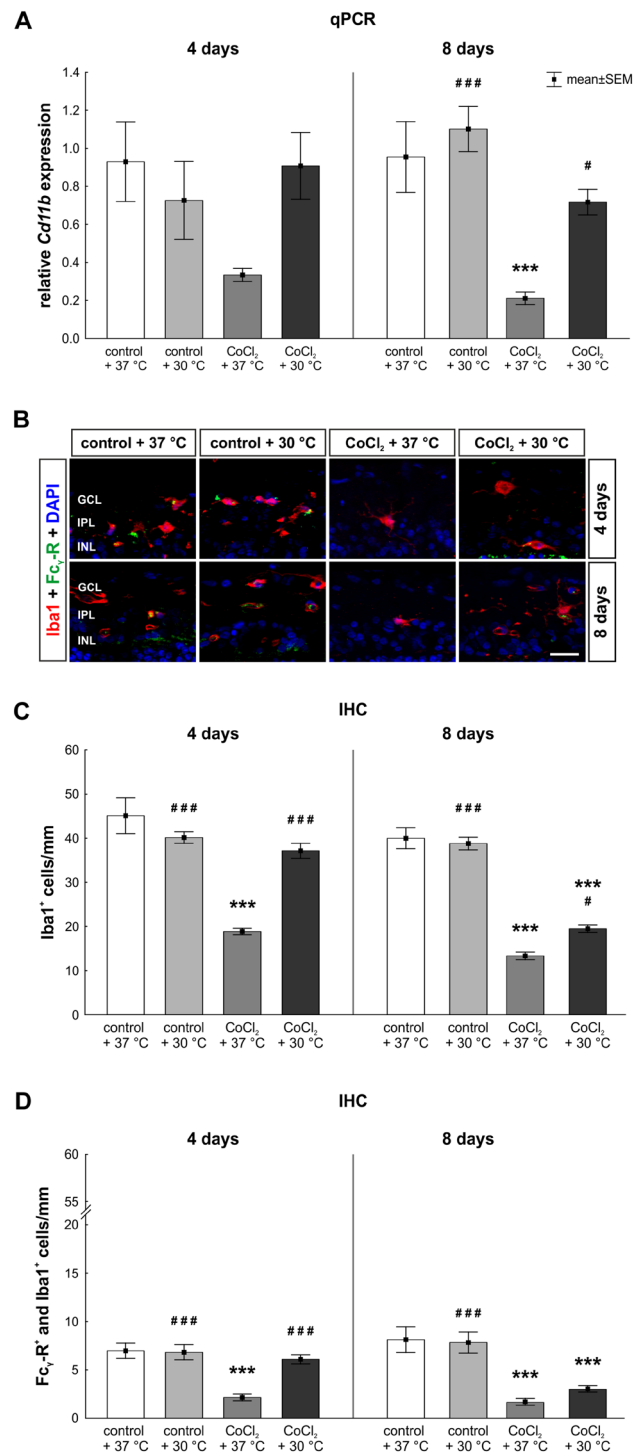 A
qPCR
4 days
8 days
mean±SEM
relative Cd11b expression
1.4
1.2
1.0
0.8
0.6
0.4
0.2
0.0
###
***
#
control + 37 °C
control + 30 °C
CoCl₂ + 37 °C
CoCl₂ + 30 °C
control + 37 °C
control + 30 °C
CoCl₂ + 37 °C
CoCl₂ + 30 °C
B
control + 37 °C
control + 30 °C
CoCl₂ + 37 °C
CoCl₂ + 30 °C
Iba1 + Fcγ-R + DAPI
GCL
IPL
INL
4 days
GCL
IPL
INL
8 days
C
IHC
4 days
8 days
Iba1⁺ cells/mm
60
50
40
30
20
10
0
###
***
###
###
***
***
#
control + 37 °C
control + 30 °C
CoCl₂ + 37 °C
CoCl₂ + 30 °C
control + 37 °C
control + 30 °C
CoCl₂ + 37 °C
CoCl₂ + 30 °C
D
IHC
4 days
8 days
Fcγ-R⁺ and Iba1⁺ cells/mm
60
55
20
15
10
5
0
###
***
###
###
***
***
control + 37 °C
control + 30 °C
CoCl₂ + 37 °C
CoCl₂ + 30 °C
control + 37 °C
control + 30 °C
CoCl₂ + 37 °C
CoCl₂ + 30 °C